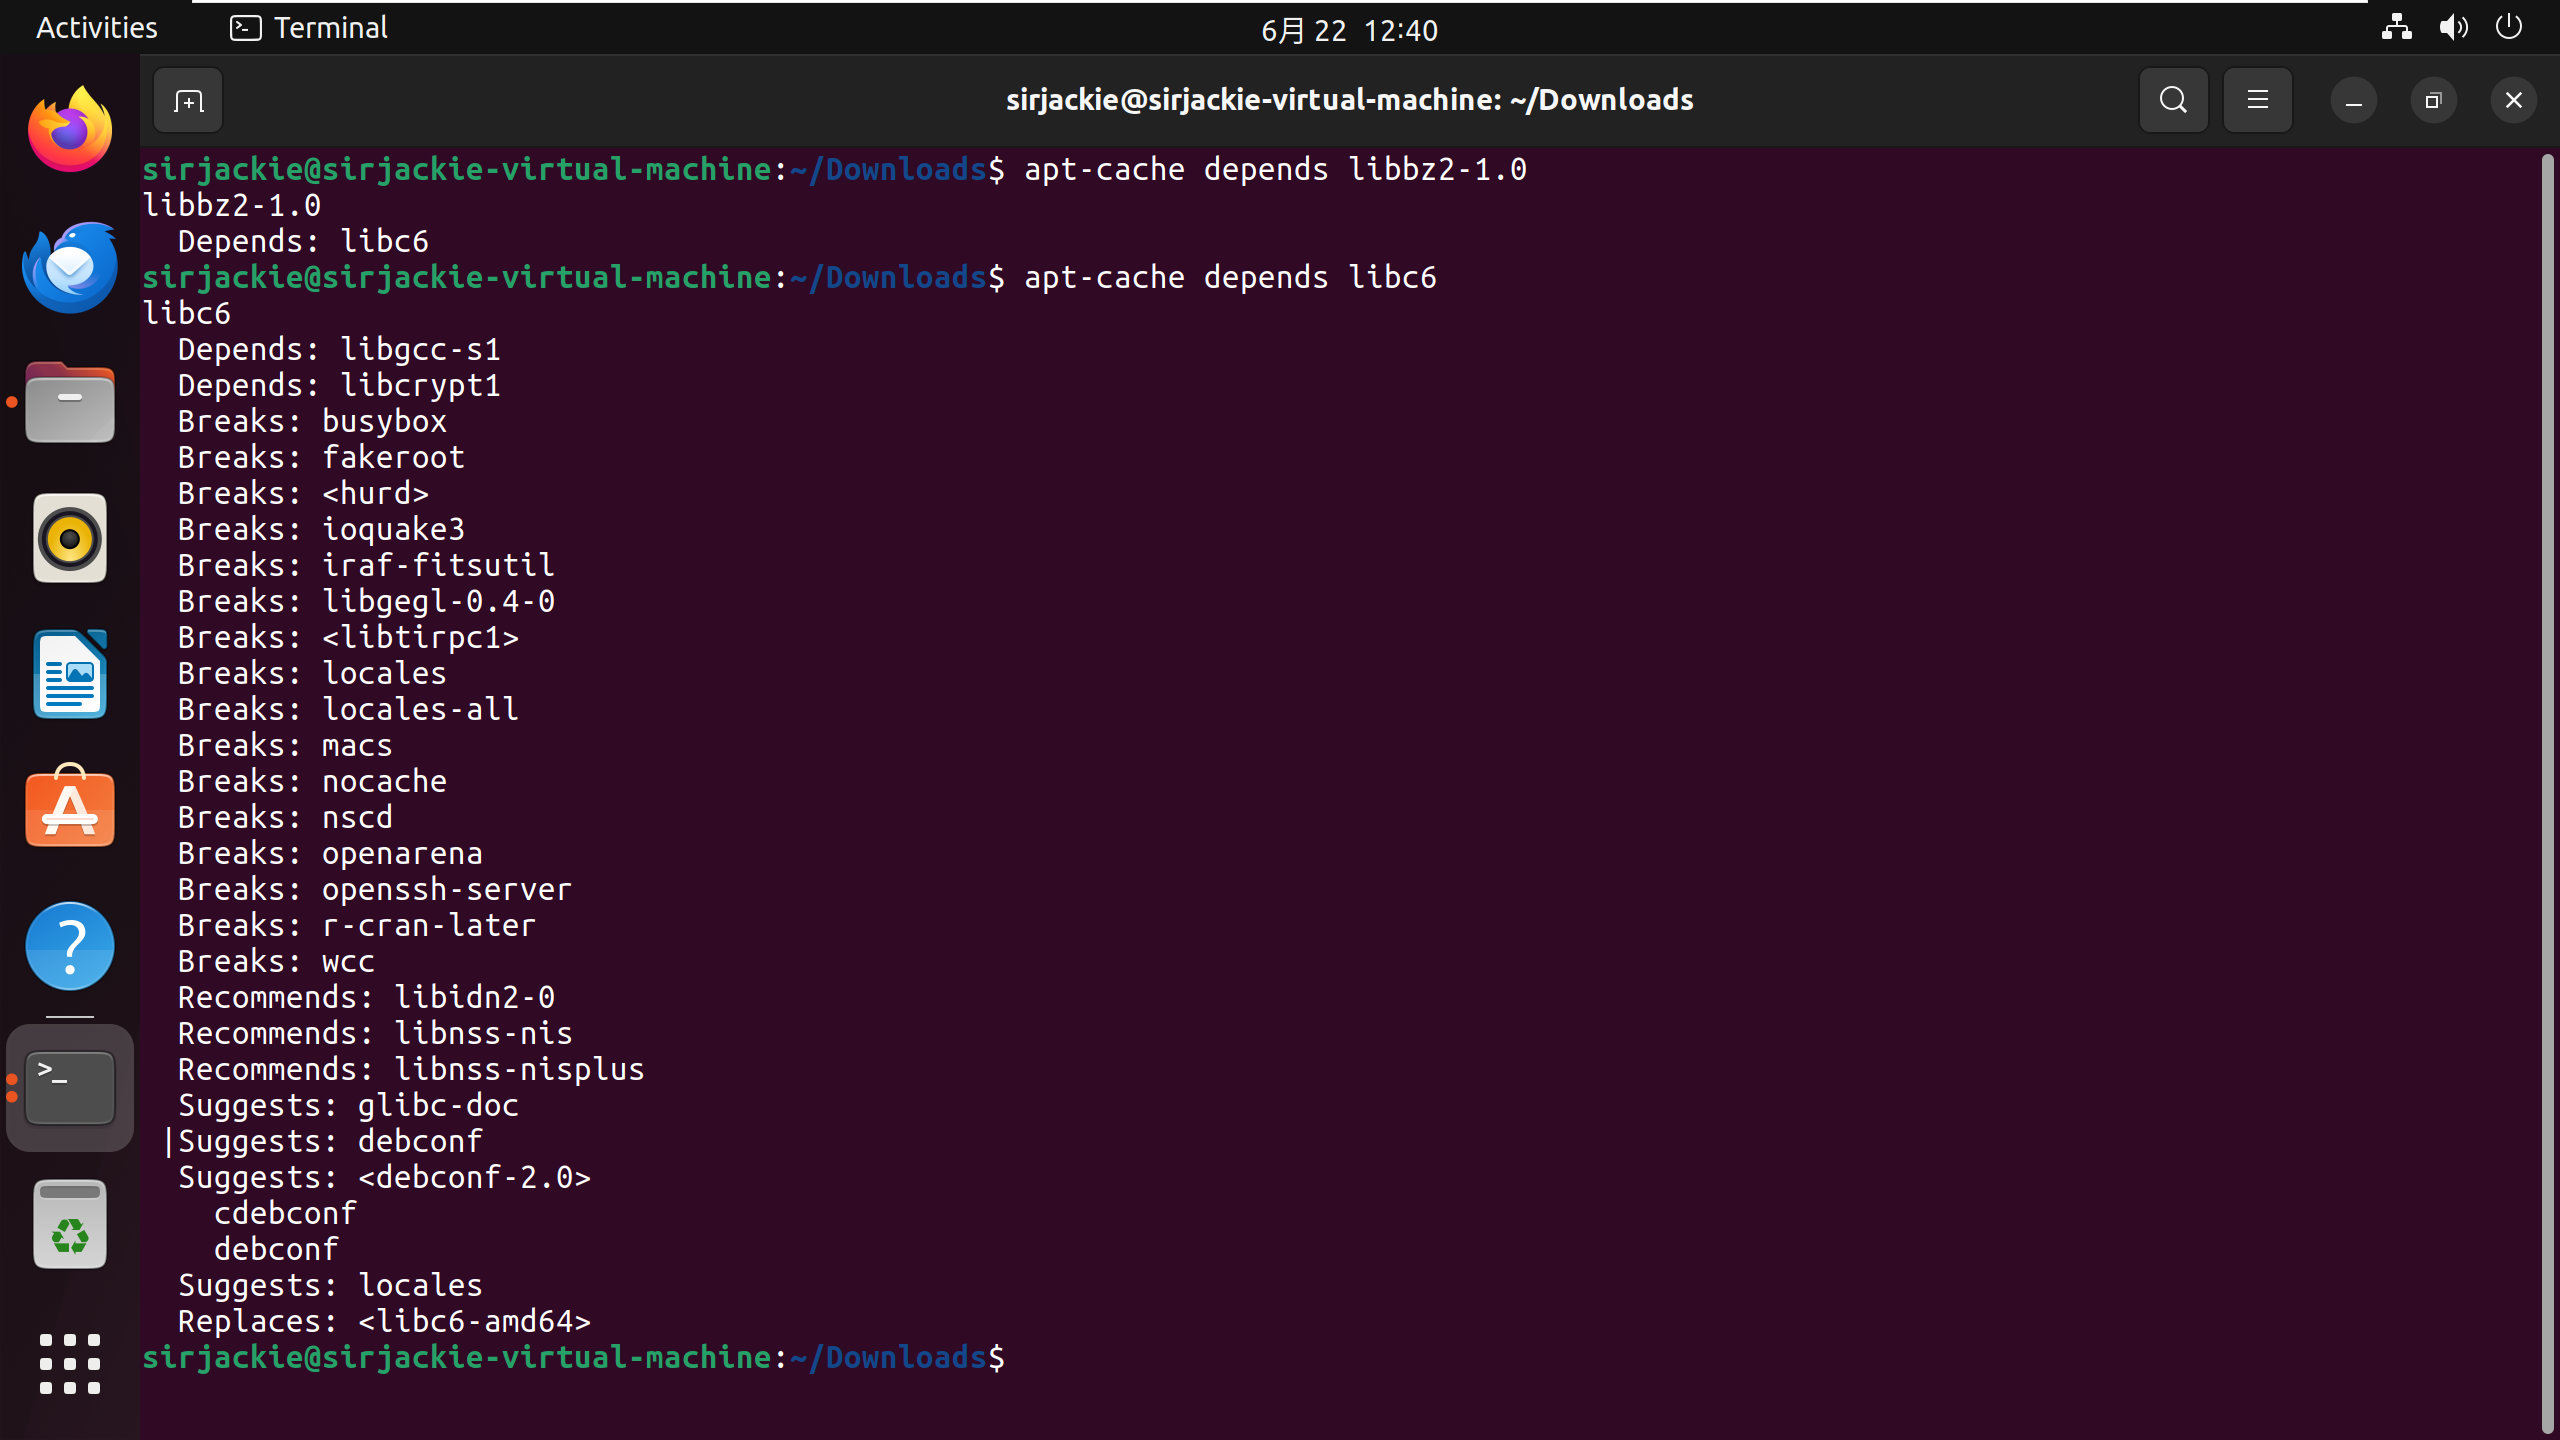 Activities
Terminal
6月 22 12:40
sirjackie@sirjackie-virtual-machine: ~/Downloads
sirjackie@sirjackie-virtual-machine:~/Downloads$ apt-cache depends libbz2-1.0
libbz2-1.0
  Depends: libc6
sirjackie@sirjackie-virtual-machine:~/Downloads$ apt-cache depends libc6
libc6
  Depends: libgcc-s1
  Depends: libcrypt1
  Breaks: busybox
  Breaks: fakeroot
  Breaks: <hurd>
  Breaks: ioquake3
  Breaks: iraf-fitsutil
  Breaks: libgegl-0.4-0
  Breaks: <libtirpc1>
  Breaks: locales
  Breaks: locales-all
  Breaks: macs
  Breaks: nocache
  Breaks: nscd
  Breaks: openarena
  Breaks: openssh-server
  Breaks: r-cran-later
  Breaks: wcc
  Recommends: libidn2-0
  Recommends: libnss-nis
  Recommends: libnss-nisplus
  Suggests: glibc-doc
 |Suggests: debconf
  Suggests: <debconf-2.0>
    cdebconf
    debconf
  Suggests: locales
  Replaces: <libc6-amd64>
sirjackie@sirjackie-virtual-machine:~/Downloads$